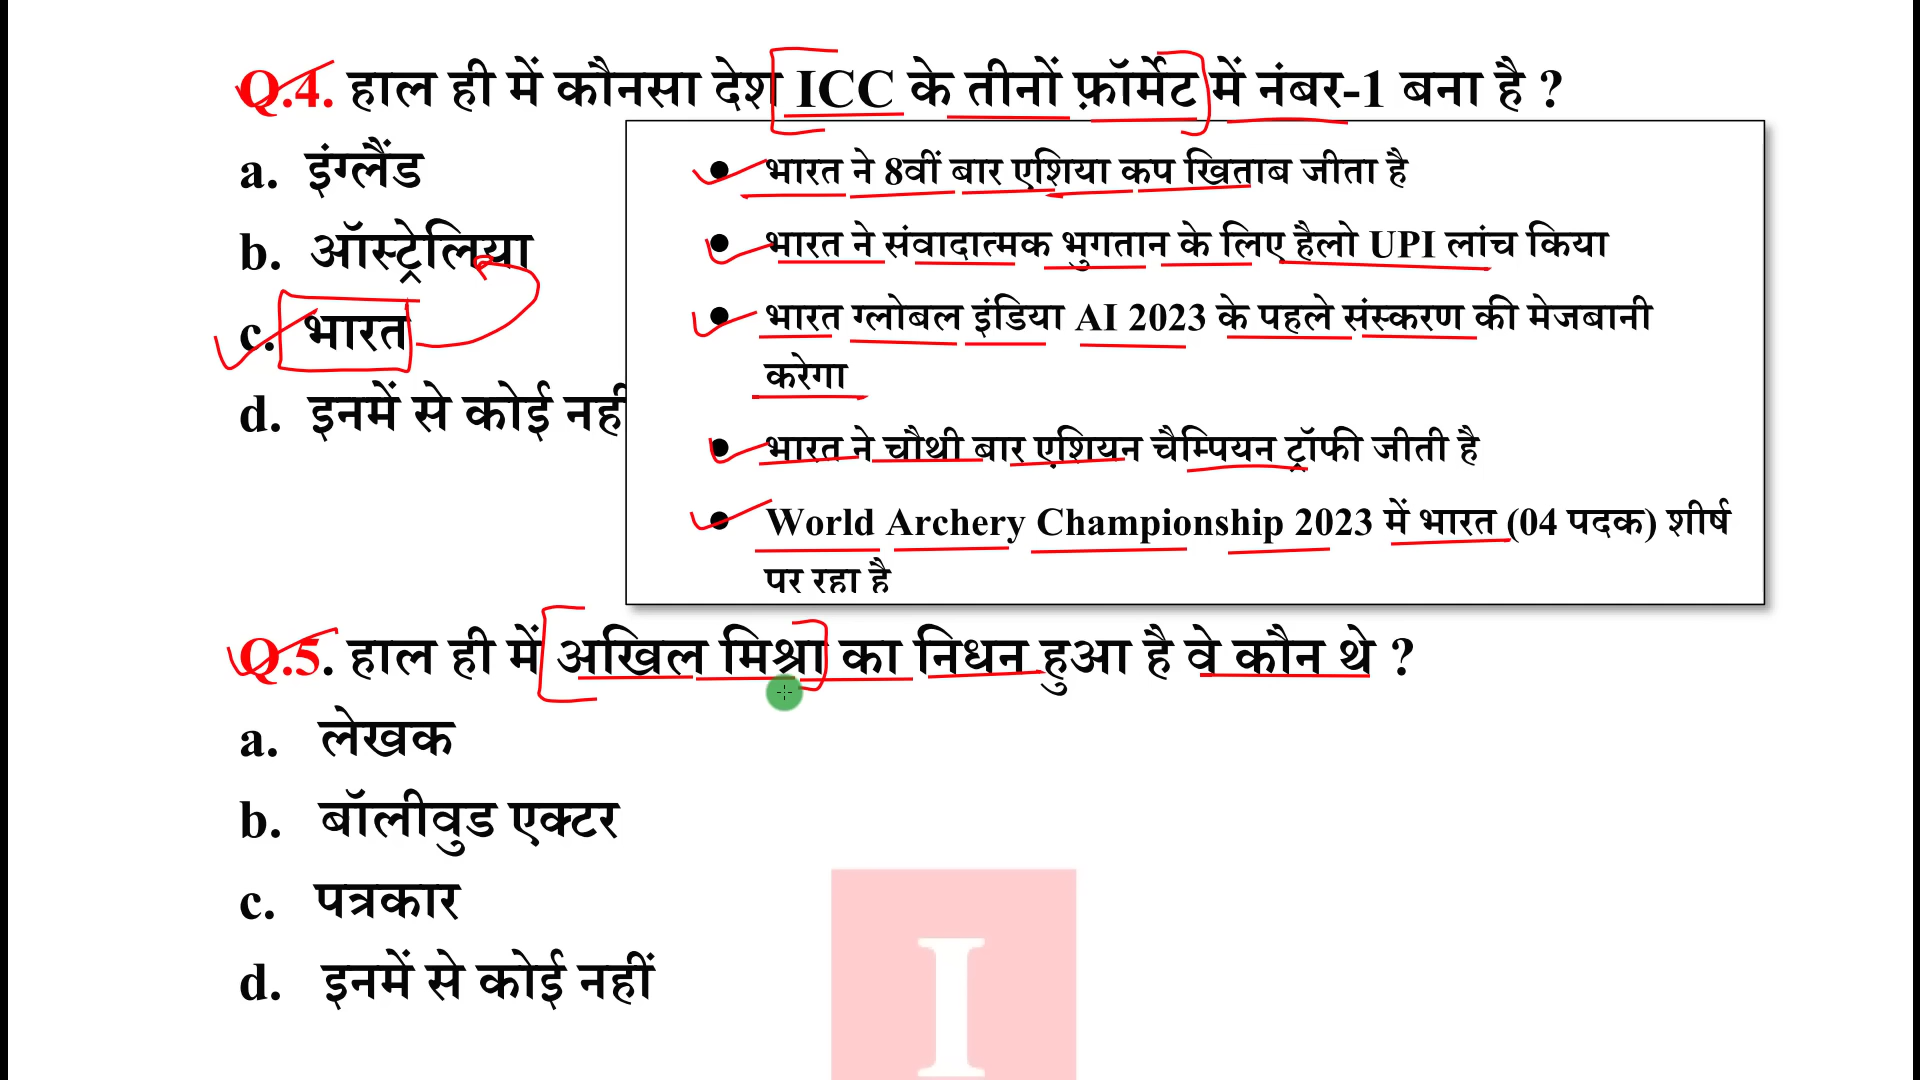 Q.4. हाल ही में कौनसा देश ICC के तीनों फ़ॉर्मेट में नंबर-1 बना है ?
a. इंग्लैंड
b. ऑस्ट्रेलिया
c. भारत
d. इनमें से कोई नहीं
• भारत ने 8वीं बार एशिया कप खिताब जीता है
• भारत ने संवादात्मक भुगतान के लिए हैलो UPI लांच किया
• भारत ग्लोबल इंडिया AI 2023 के पहले संस्करण की मेजबानी
करेगा
• भारत ने चौथी बार एशियन चैम्पियन ट्रॉफी जीती है
• World Archery Championship 2023 में भारत (04 पदक) शीर्ष
पर रहा है
Q.5. हाल ही में अखिल मिश्रा का निधन हुआ है वे कौन थे ?
a. लेखक
b. बॉलीवुड एक्टर
c. पत्रकार
d. इनमें से कोई नहीं
I